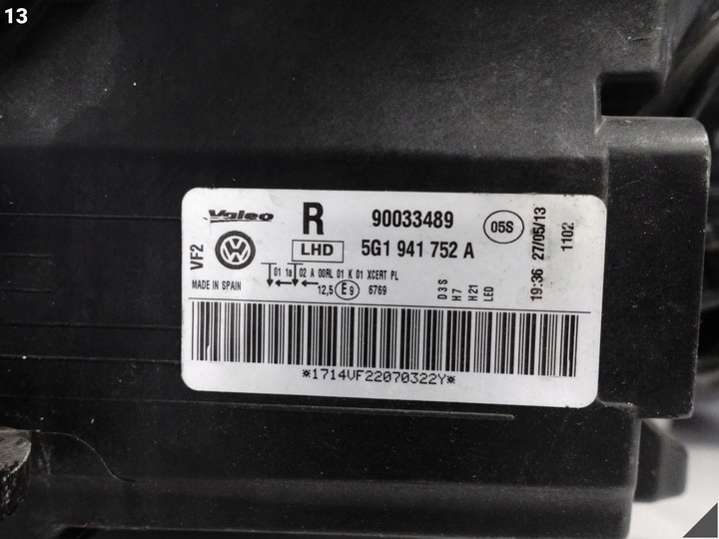 13
Valeo R 90033489 05S
VF2 LHD 5G1 941 752 A
01 1a 02 A 00RL 01 K 01 XCERT PL
MADE IN SPAIN 12,5 E9 6769
D3S
H7
H21
LED
19:36 27/05/13
1102
*1714VF22070322Y*